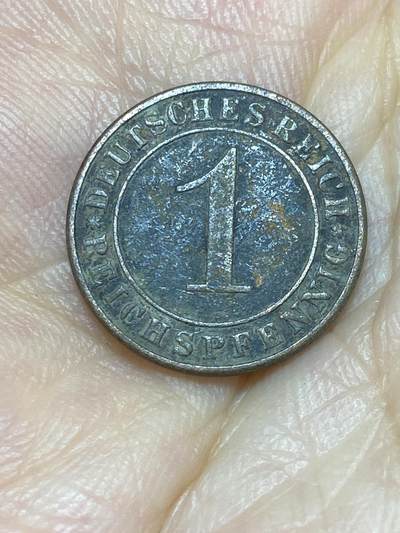 DEUTSCHES REICH
1
REICHSPFENNIG